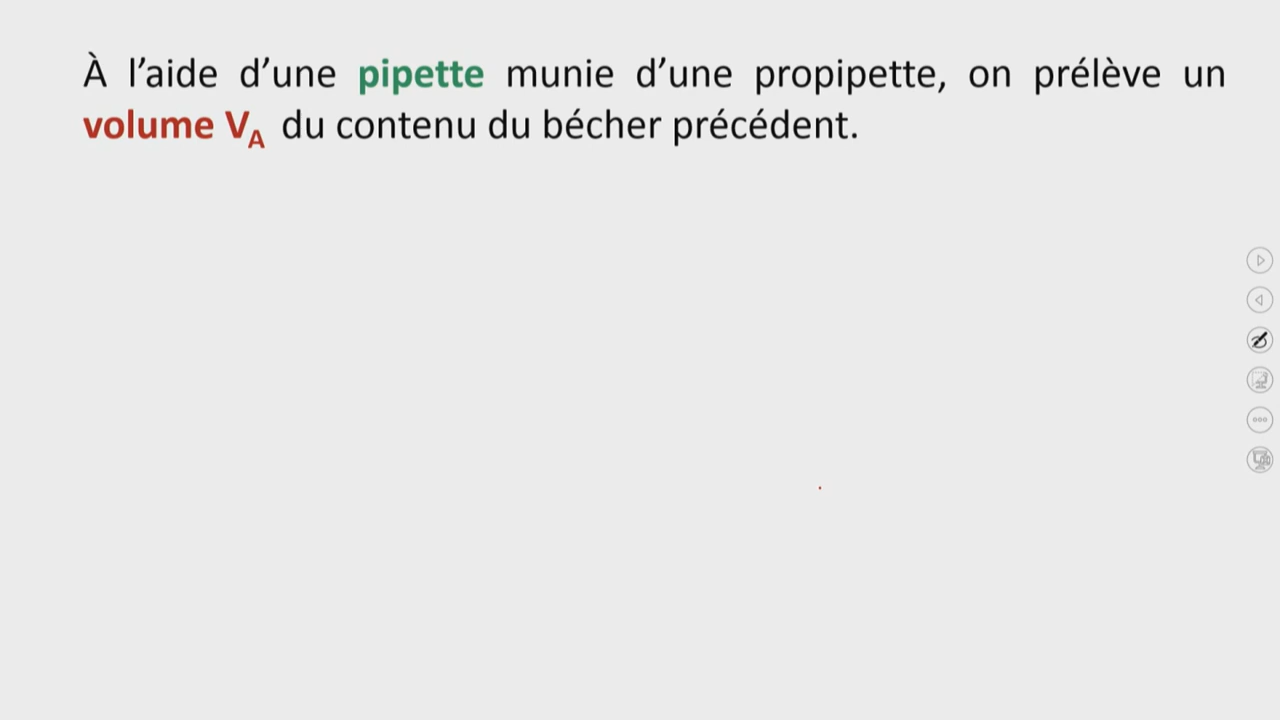 À l’aide d’une pipette munie d’une propipette, on prélève un
volume VA du contenu du bécher précédent.